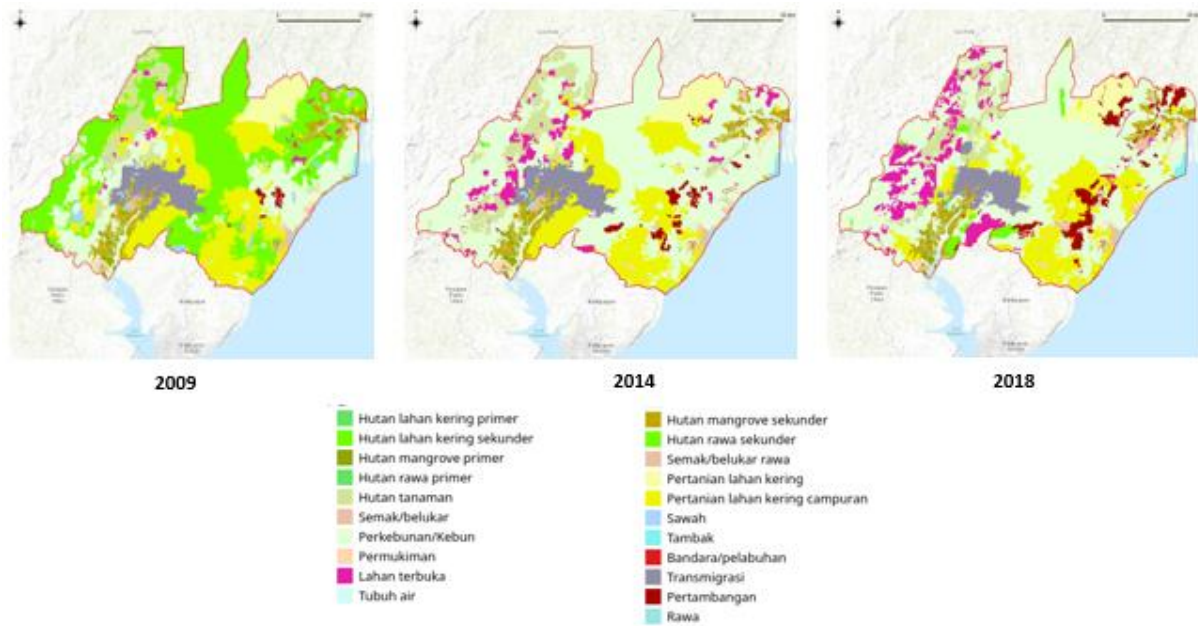 2009
2014
2018
Hutan lahan kering primer
Hutan lahan kering sekunder
Hutan mangrove primer
Hutan rawa primer
Hutan tanaman
Semak/belukar
Perkebunan/Kebun
Permukiman
Lahan terbuka
Tubuh air
Hutan mangrove sekunder
Hutan rawa sekunder
Semak/belukar rawa
Pertanian lahan kering
Pertanian lahan kering campuran
Sawah
Tambak
Bandara/pelabuhan
Transmigrasi
Pertambangan
Rawa